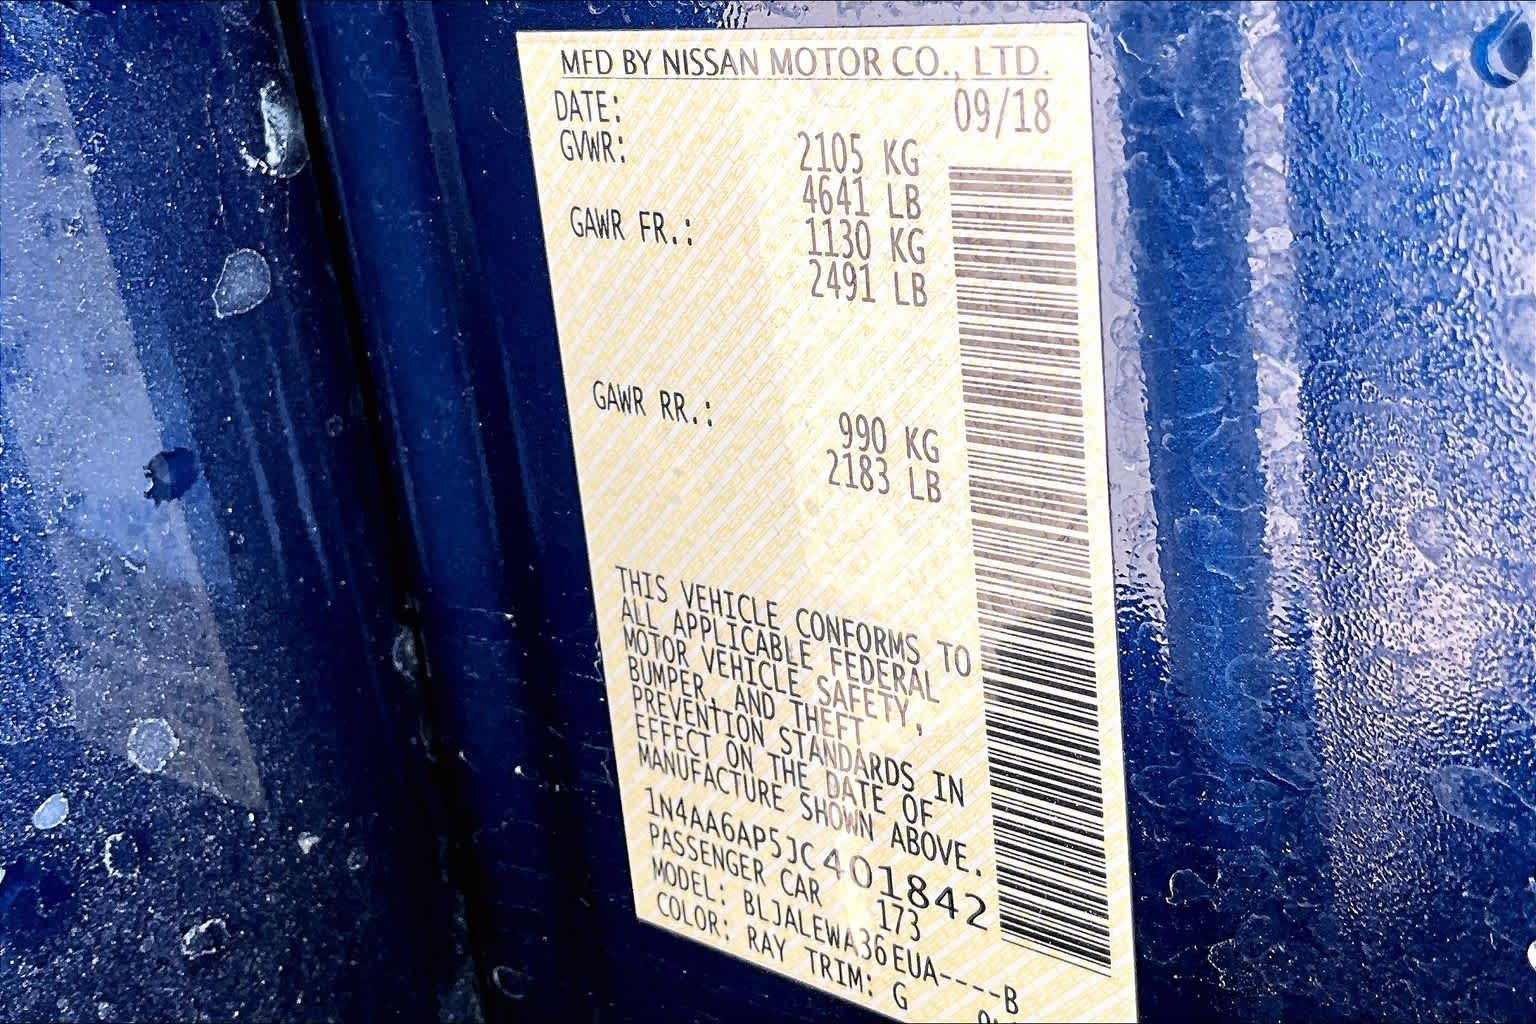 MFD BY NISSAN MOTOR CO., LTD.
DATE: 09/18
GVWR: 2105 KG
4641 LB
GAWR FR.: 1130 KG
2491 LB
GAWR RR.: 990 KG
2183 LB
THIS VEHICLE CONFORMS TO
ALL APPLICABLE FEDERAL
MOTOR VEHICLE SAFETY,
BUMPER, AND THEFT
PREVENTION STANDARDS IN
EFFECT ON THE DATE OF
MANUFACTURE SHOWN ABOVE.
1N4AA6AP5JC401842
PASSENGER CAR 173
MODEL: BLJALEWA36EUA----B
COLOR: RAY TRIM: G